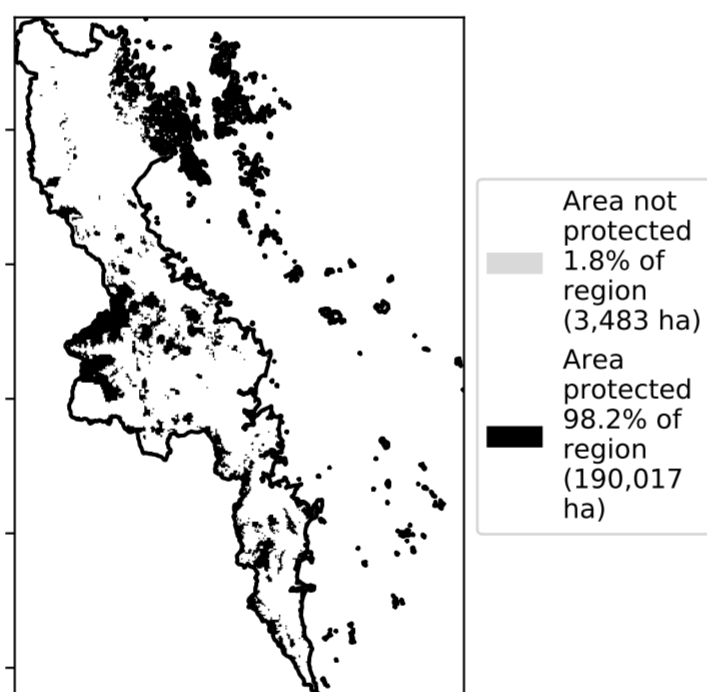 Area not
protected
1.8% of
region
(3,483 ha)
Area
protected
98.2% of
region
(190,017
ha)